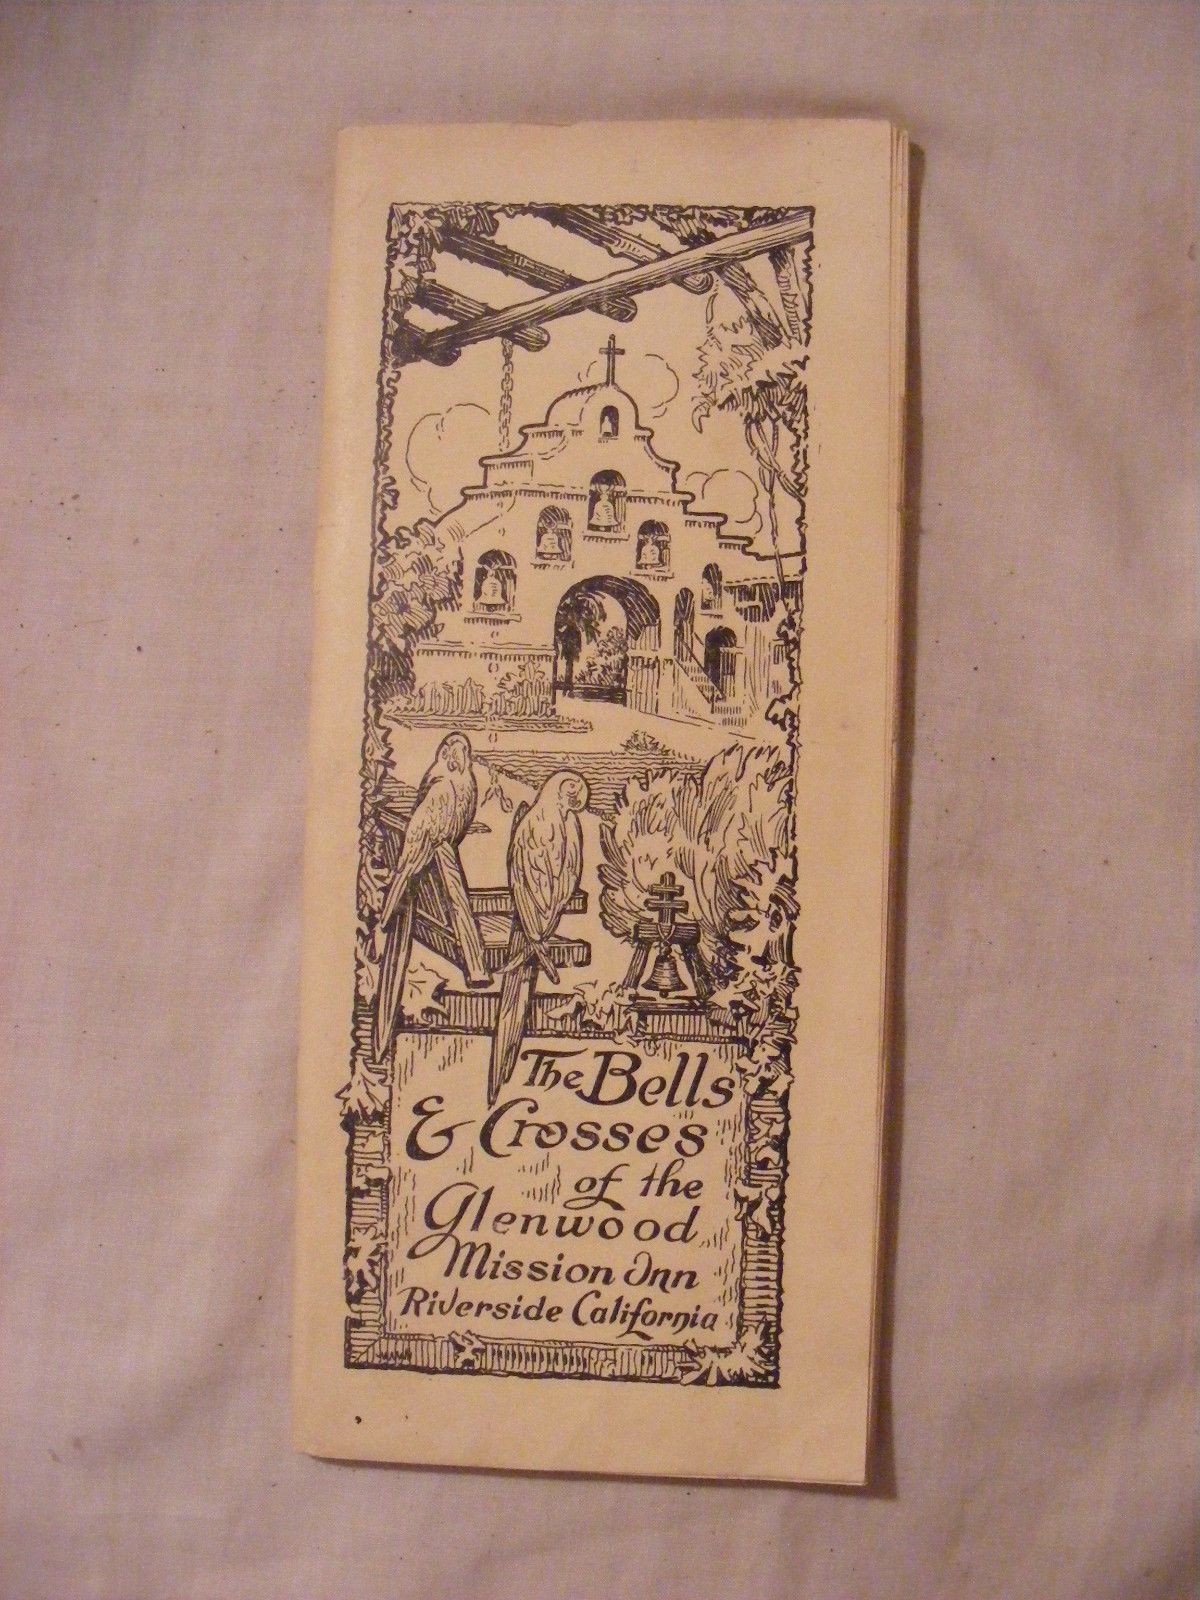 The Bells
& Crosses
of the
Glenwood
Mission Inn
Riverside California